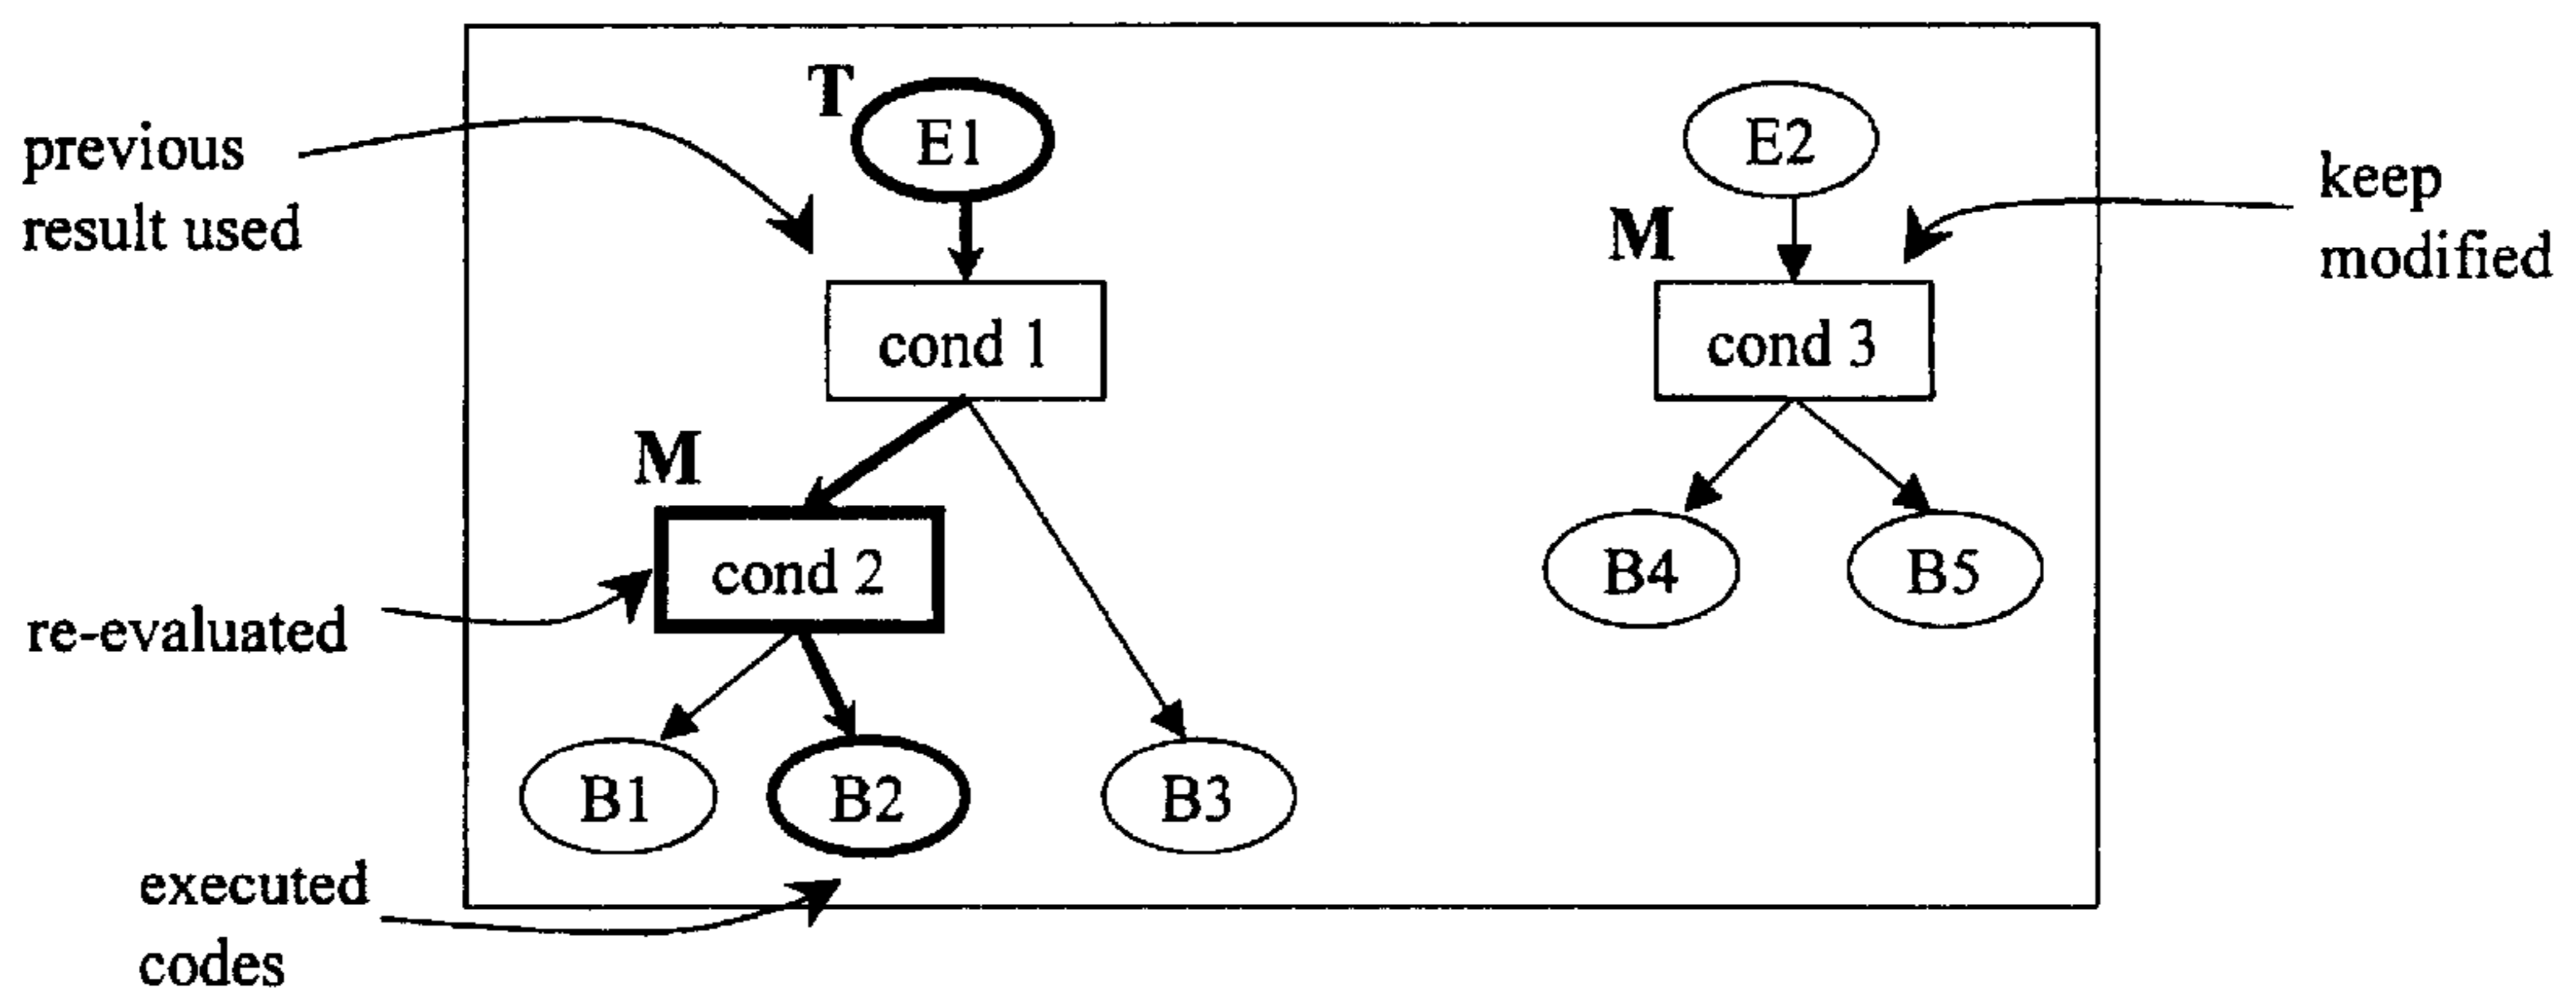 T
E1
E2
previous
result used
keep
modified
M
cond 1
cond 3
M
cond 2
B4
B5
re-evaluated
B1
B2
B3
executed
codes